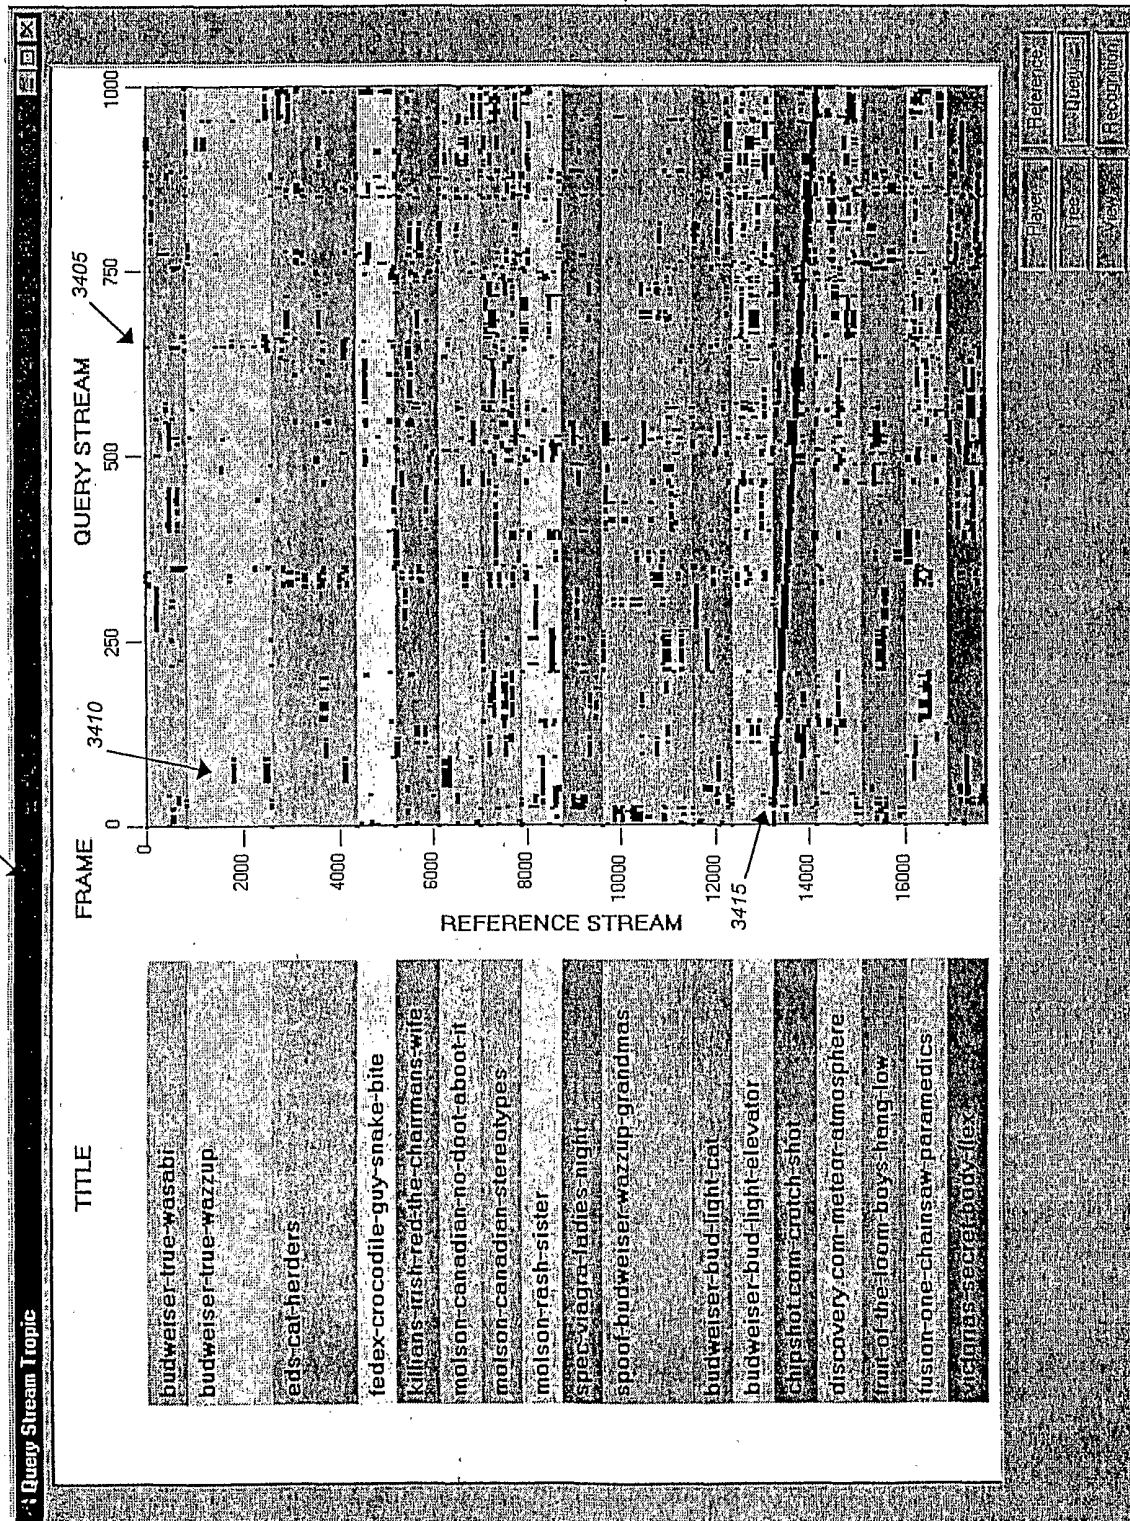 Query Stream Topic
TITLE
FRAME
QUERY STREAM
3405
3410
0
250
500
750
1000
budweiser-true-wasabi
budweiser-true-wazzup
eds-cat-herders
fedex-crocodile-guy-snake-bite
killians-irish-red-the-chairmans-wife
molson-canadian-no-doot-aboot-it
molson-canadian-stereotypes
molson-rash-sister
spec-viagra-ladies-night
spoof-budweiser-wazzup-grandmas
budweiser-bud-light-cat
budweiser-bud-light-elevator
chipshot.com-crotch-shot
discovery.com-meteor-atmosphere
fruit-of-the-loom-boys-hang-low
fusion-one-chainsaw-paramedics
victorias-secret-body-flex
REFERENCE STREAM
0
2000
4000
6000
8000
10000
12000
14000
16000
3415
Player
Reference
Tree
Query
View
Recognition